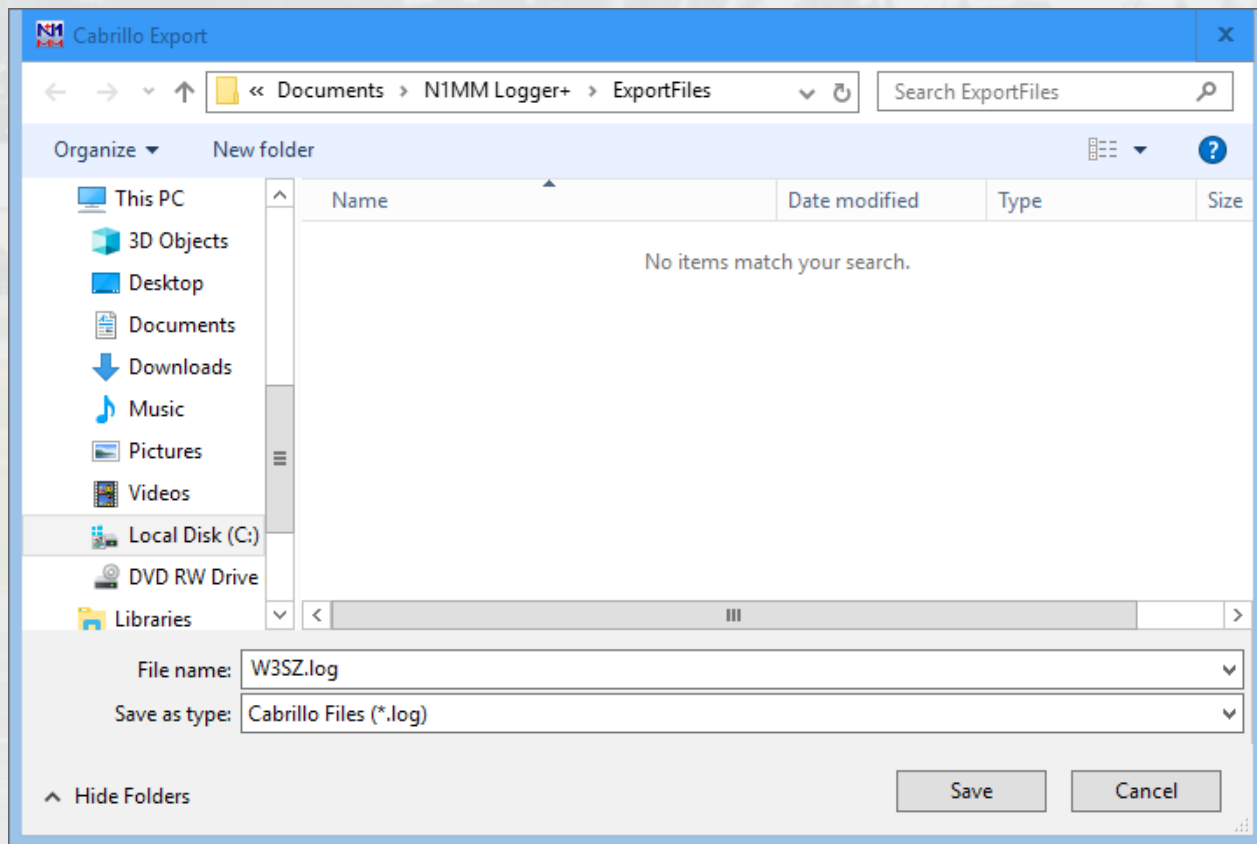 N1
MM
Cabrillo Export
« Documents > N1MM Logger+ > ExportFiles
Search ExportFiles
Organize
New folder
?
This PC
3D Objects
Desktop
Documents
Downloads
Music
Pictures
Videos
Local Disk (C:)
DVD RW Drive
Libraries
Name
Date modified
Type
Size
No items match your search.
File name: W3SZ.log
Save as type: Cabrillo Files (*.log)
Hide Folders
Save
Cancel